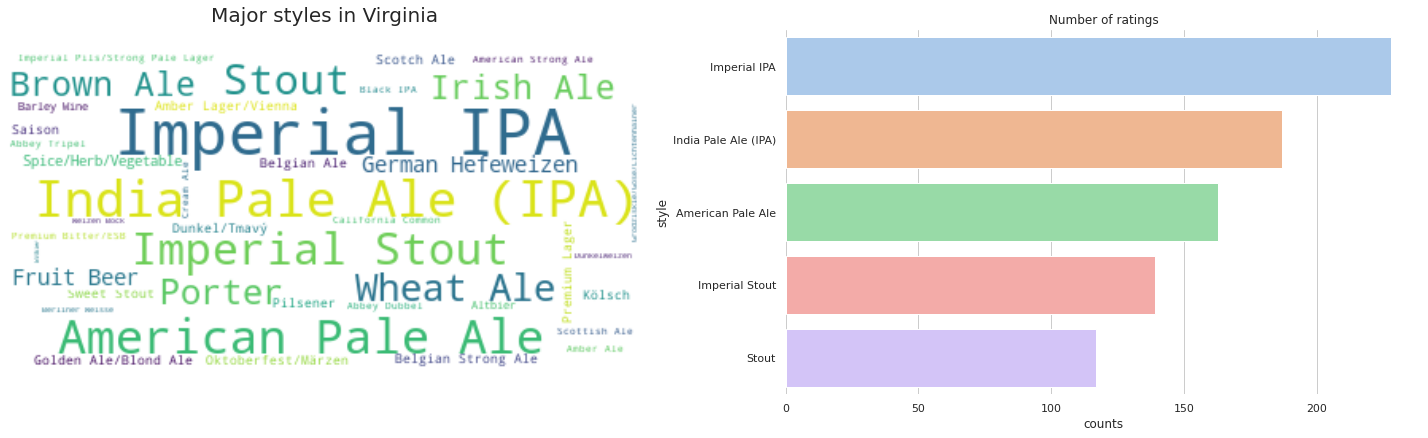 Major styles in Virginia
Imperial Pils/Strong Pale Lager
Scotch Ale
American Strong Ale
Brown Ale
Stout
Black IPA
Irish Ale
Barley Wine
Amber Lager/Vienna
Imperial IPA
Saison
Abbey Tripel
Spice/Herb/Vegetable
Belgian Ale
German Hefeweizen
Cream Ale
Grodziskie/Gose/Lichtenhainer
India Pale Ale (IPA)
Weizen Bock
California Common
Dunkel/Tmavý
Premium Bitter/ESB
Imperial Stout
Premium Lager
Dunkelweizen
Fruit Beer
Sweet Stout
Porter
Pilsener
Wheat Ale
Abbey Dubbel
Altbier
Kölsch
Berliner Weisse
American Pale Ale
Scottish Ale
Amber Ale
Golden Ale/Blond Ale
Oktoberfest/Märzen
Belgian Strong Ale
Number of ratings
style
Imperial IPA
India Pale Ale (IPA)
American Pale Ale
Imperial Stout
Stout
0 50 100 150 200
counts